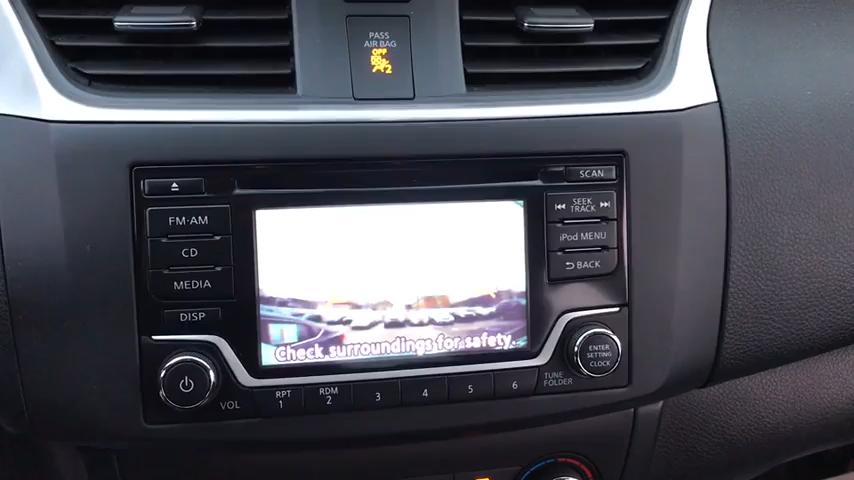 PASS
AIR BAG
OFF
2
SCAN
FM·AM
CD
MEDIA
DISP
SEEK
TRACK
iPod MENU
BACK
Check surroundings for safety.
ENTER
SETTING
CLOCK
TUNE
FOLDER
VOL
RPT
1
RDM
2
3
4
5
6